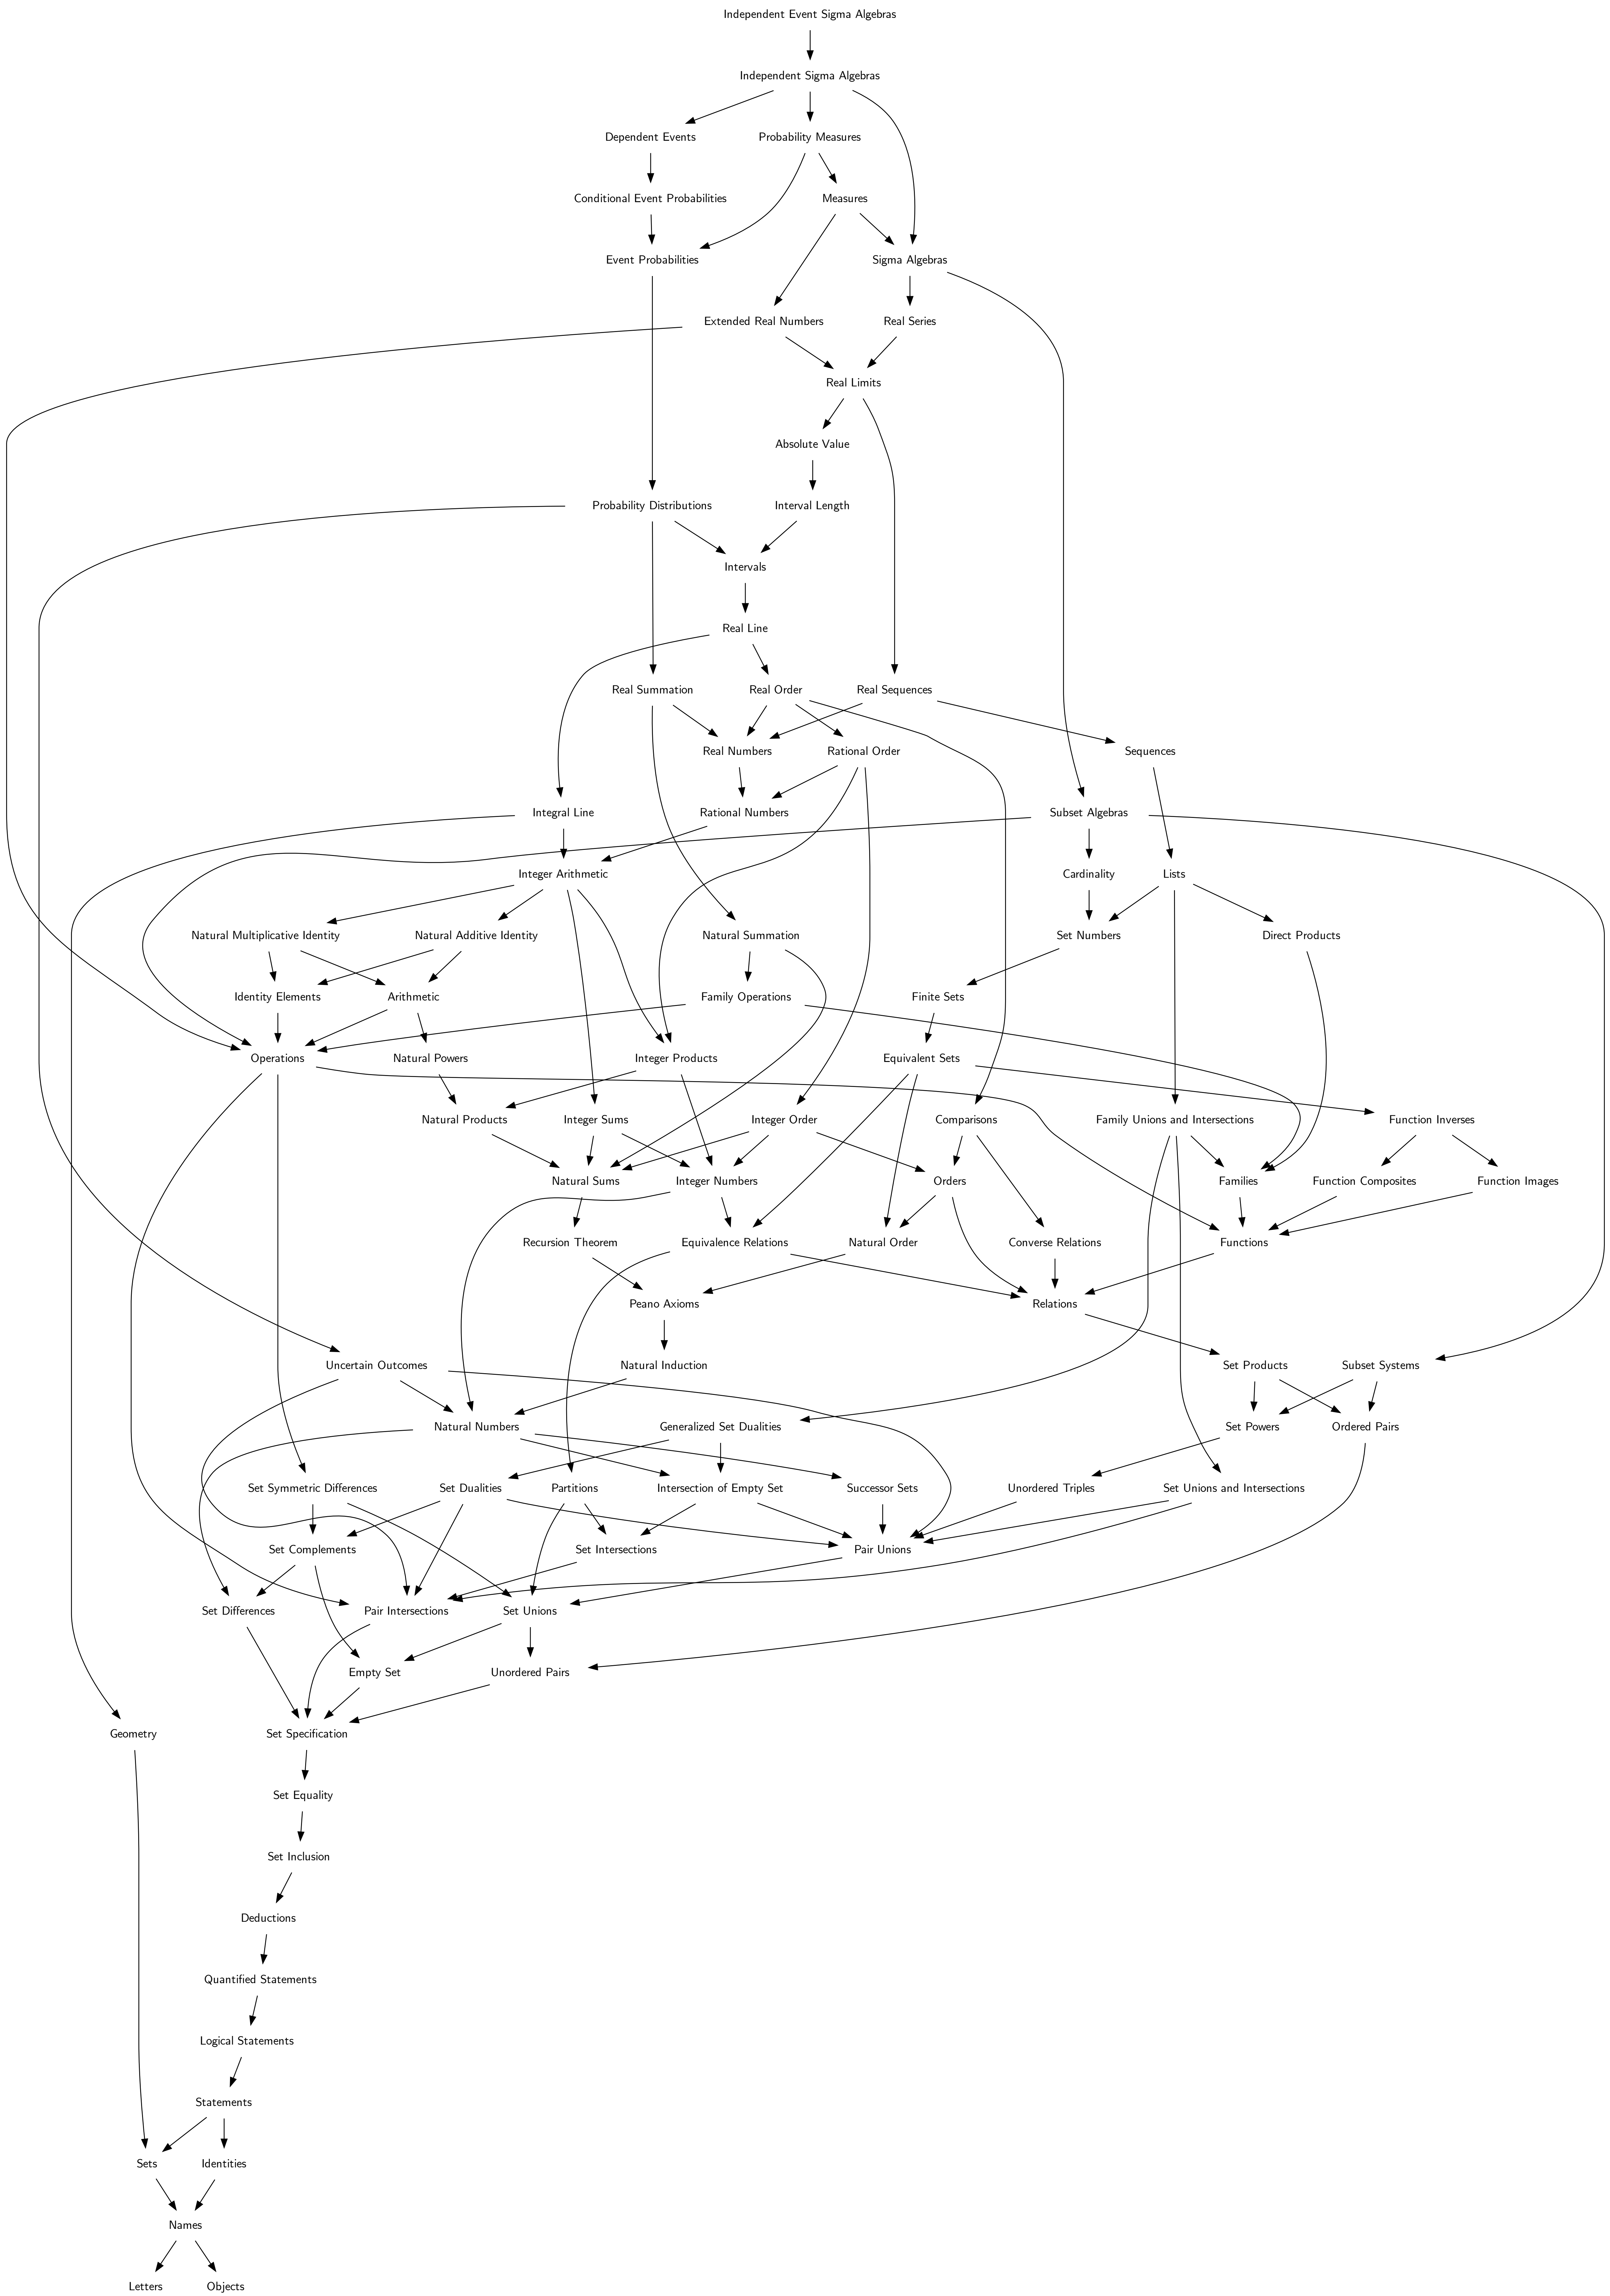 Independent Event Sigma Algebras
Independent Sigma Algebras
Dependent Events
Probability Measures
Conditional Event Probabilities
Measures
Event Probabilities
Sigma Algebras
Extended Real Numbers
Real Series
Real Limits
Absolute Value
Probability Distributions
Interval Length
Intervals
Real Line
Real Summation
Real Order
Real Sequences
Real Numbers
Rational Order
Sequences
Integral Line
Rational Numbers
Subset Algebras
Integer Arithmetic
Cardinality
Lists
Natural Multiplicative Identity
Natural Additive Identity
Natural Summation
Set Numbers
Direct Products
Identity Elements
Arithmetic
Family Operations
Finite Sets
Operations
Natural Powers
Integer Products
Equivalent Sets
Natural Products
Integer Sums
Integer Order
Comparisons
Family Unions and Intersections
Function Inverses
Natural Sums
Integer Numbers
Orders
Families
Function Composites
Function Images
Recursion Theorem
Equivalence Relations
Natural Order
Converse Relations
Functions
Peano Axioms
Relations
Uncertain Outcomes
Natural Induction
Set Products
Subset Systems
Natural Numbers
Generalized Set Dualities
Set Powers
Ordered Pairs
Set Symmetric Differences
Set Dualities
Partitions
Intersection of Empty Set
Successor Sets
Unordered Triples
Set Unions and Intersections
Set Complements
Set Intersections
Pair Unions
Set Differences
Pair Intersections
Set Unions
Empty Set
Unordered Pairs
Geometry
Set Specification
Set Equality
Set Inclusion
Deductions
Quantified Statements
Logical Statements
Statements
Sets
Identities
Names
Letters
Objects